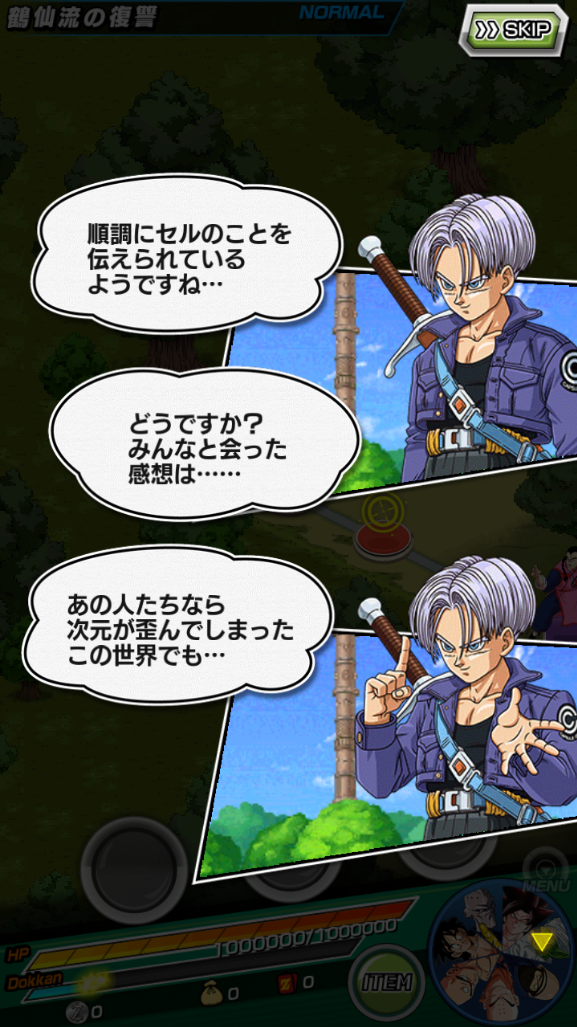 鶴仙流の復讐
NORMAL
SKIP
順調にセルのことを
伝えられている
ようですね…
どうですか?
みんなと会った
感想は……
あの人たちなら
次元が歪んでしまった
この世界でも…
MENU
HP
1000000/1000000
Dokkan
Z 0
0
Z 0
ITEM